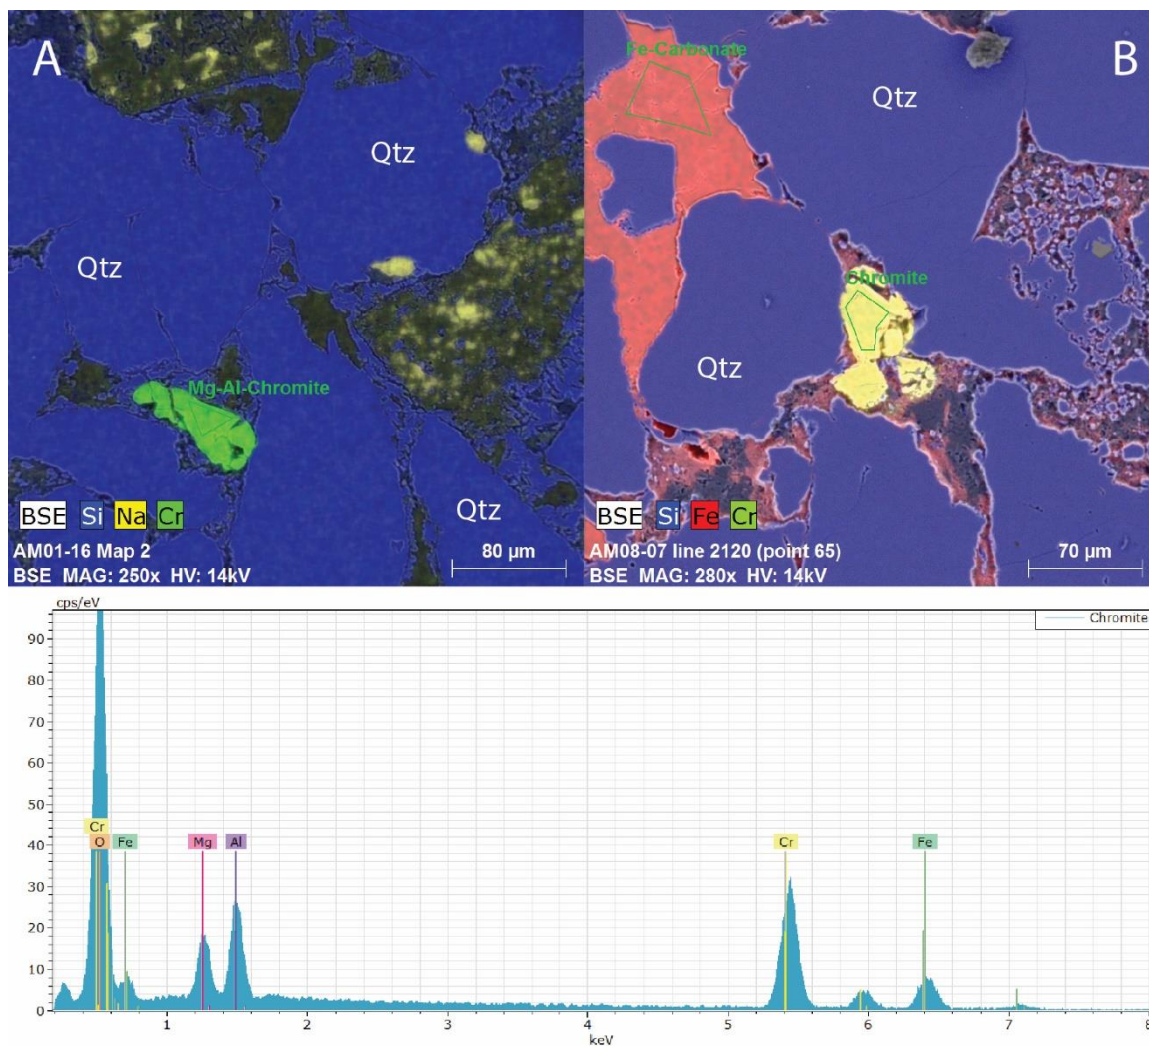 A
Qtz
Qtz
Mg-Al-Chromite
Qtz
BSE Si Na Cr
AM01-16 Map 2
BSE MAG: 250x HV: 14kV
80 µm
Fe-Carbonate
B
Qtz
Chromite
Qtz
BSE Si Fe Cr
AM08-07 line 2120 (point 65)
BSE MAG: 280x HV: 14kV
70 µm
cps/eV
Chromite
90
80
70
60
50
40
30
20
10
0
Cr
O Fe Mg Al Cr Fe
1 2 3 4 5 6 7 8
keV